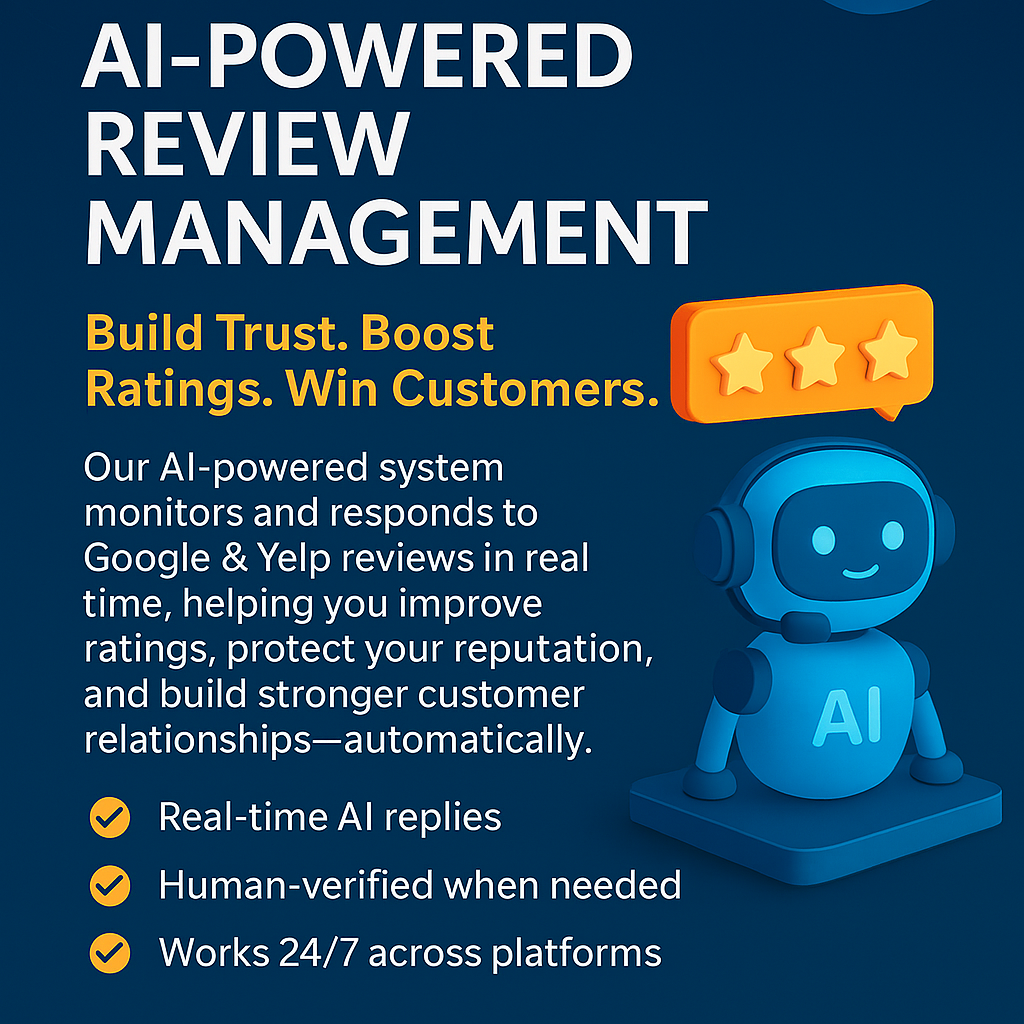 AI-POWERED
REVIEW
MANAGEMENT
Build Trust. Boost
Ratings. Win Customers.
Our AI-powered system
monitors and responds to
Google & Yelp reviews in real
time, helping you improve
ratings, protect your reputation,
and build stronger customer
relationships—automatically.
AI
Real-time AI replies
Human-verified when needed
Works 24/7 across platforms